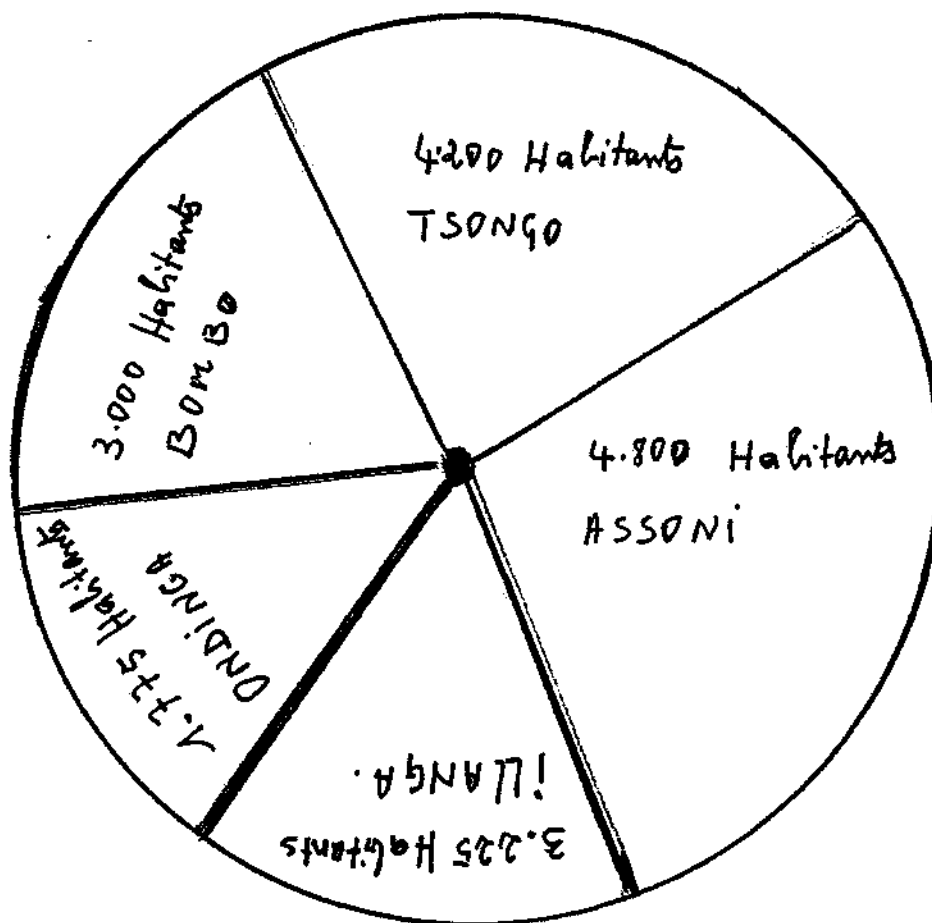 4.200 Habitants
TSONGO
4.800 Habitants
ASSONi
iLLANGA.
3.225 Habitants
1.775 Habitants
ONDiNGA
3.000 Habitants
BOMBO